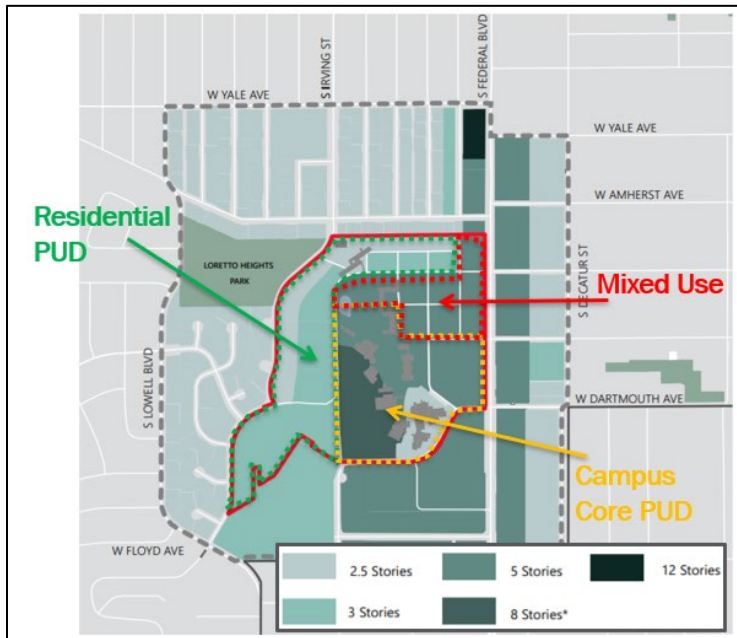 S IRVING ST
S FEDERAL BLVD
W YALE AVE
W YALE AVE
W AMHERST AVE
Residential
PUD
LORETTO HEIGHTS
PARK
Mixed Use
S DECATUR ST
S LOWELL BLVD
W DARTMOUTH AVE
Campus
Core PUD
W FLOYD AVE
2.5 Stories
5 Stories
12 Stories
3 Stories
8 Stories*